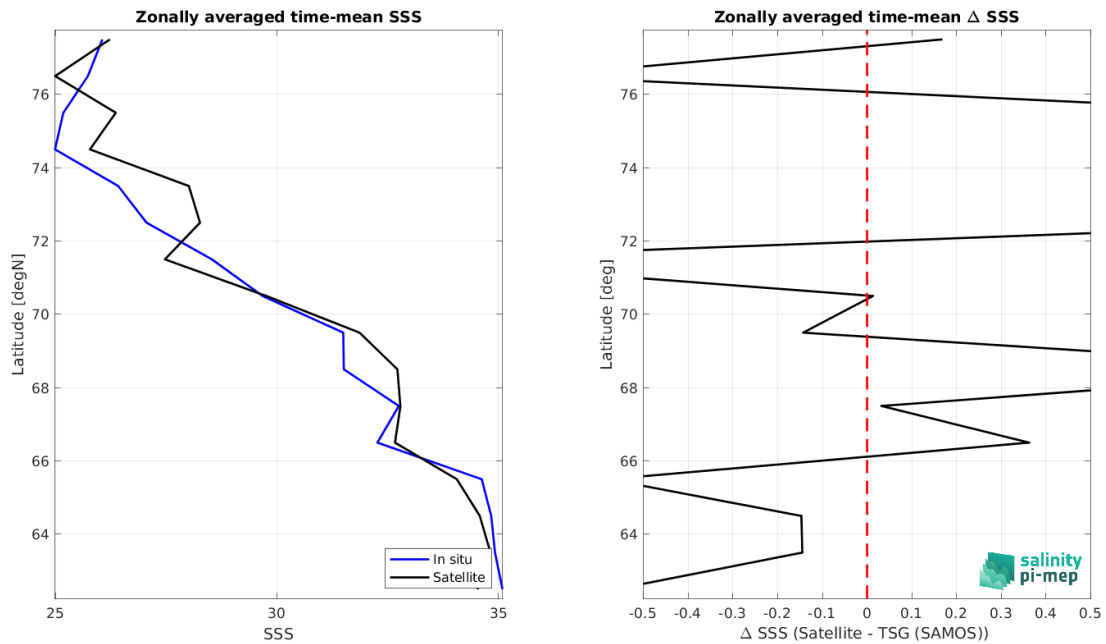 Zonally averaged time-mean SSS
Latitude [degN]
76
74
72
70
68
66
64
In situ
Satellite
25
30
35
SSS
Zonally averaged time-mean Δ SSS
Latitude [deg]
76
74
72
70
68
66
64
salinity
pi-mep
-0.5
-0.4
-0.3
-0.2
-0.1
0
0.1
0.2
0.3
0.4
0.5
Δ SSS (Satellite - TSG (SAMOS))